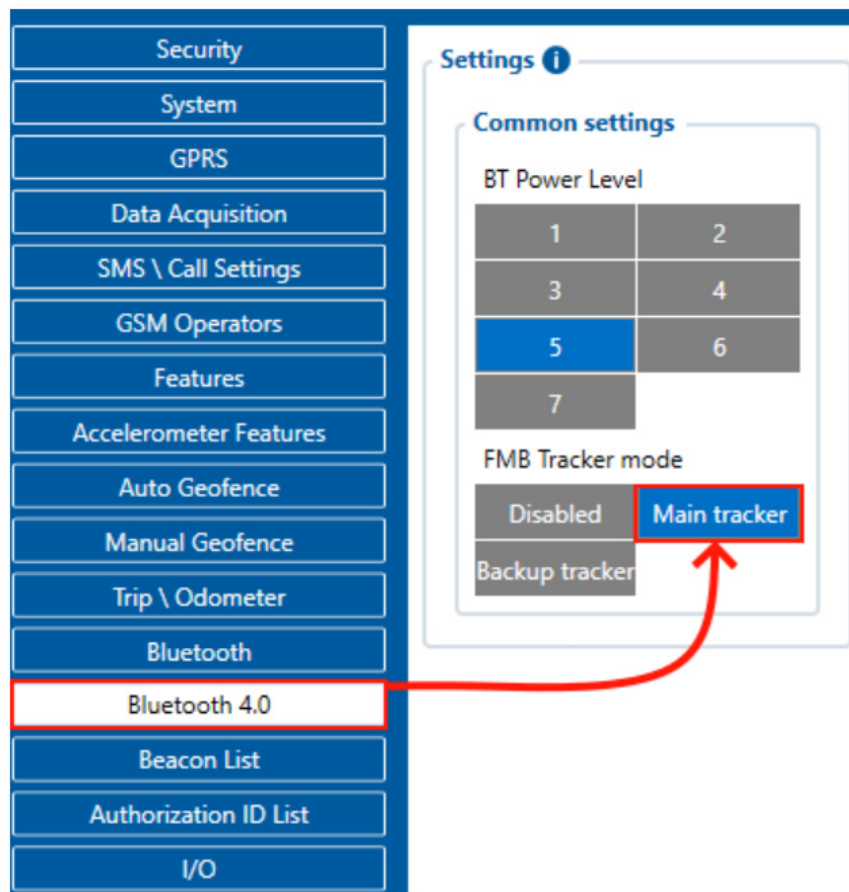 Security
System
GPRS
Data Acquisition
SMS \ Call Settings
GSM Operators
Features
Accelerometer Features
Auto Geofence
Manual Geofence
Trip \ Odometer
Bluetooth
Bluetooth 4.0
Beacon List
Authorization ID List
I/O
Settings i
Common settings
BT Power Level
1 2
3 4
5 6
7
FMB Tracker mode
Disabled Main tracker
Backup tracker